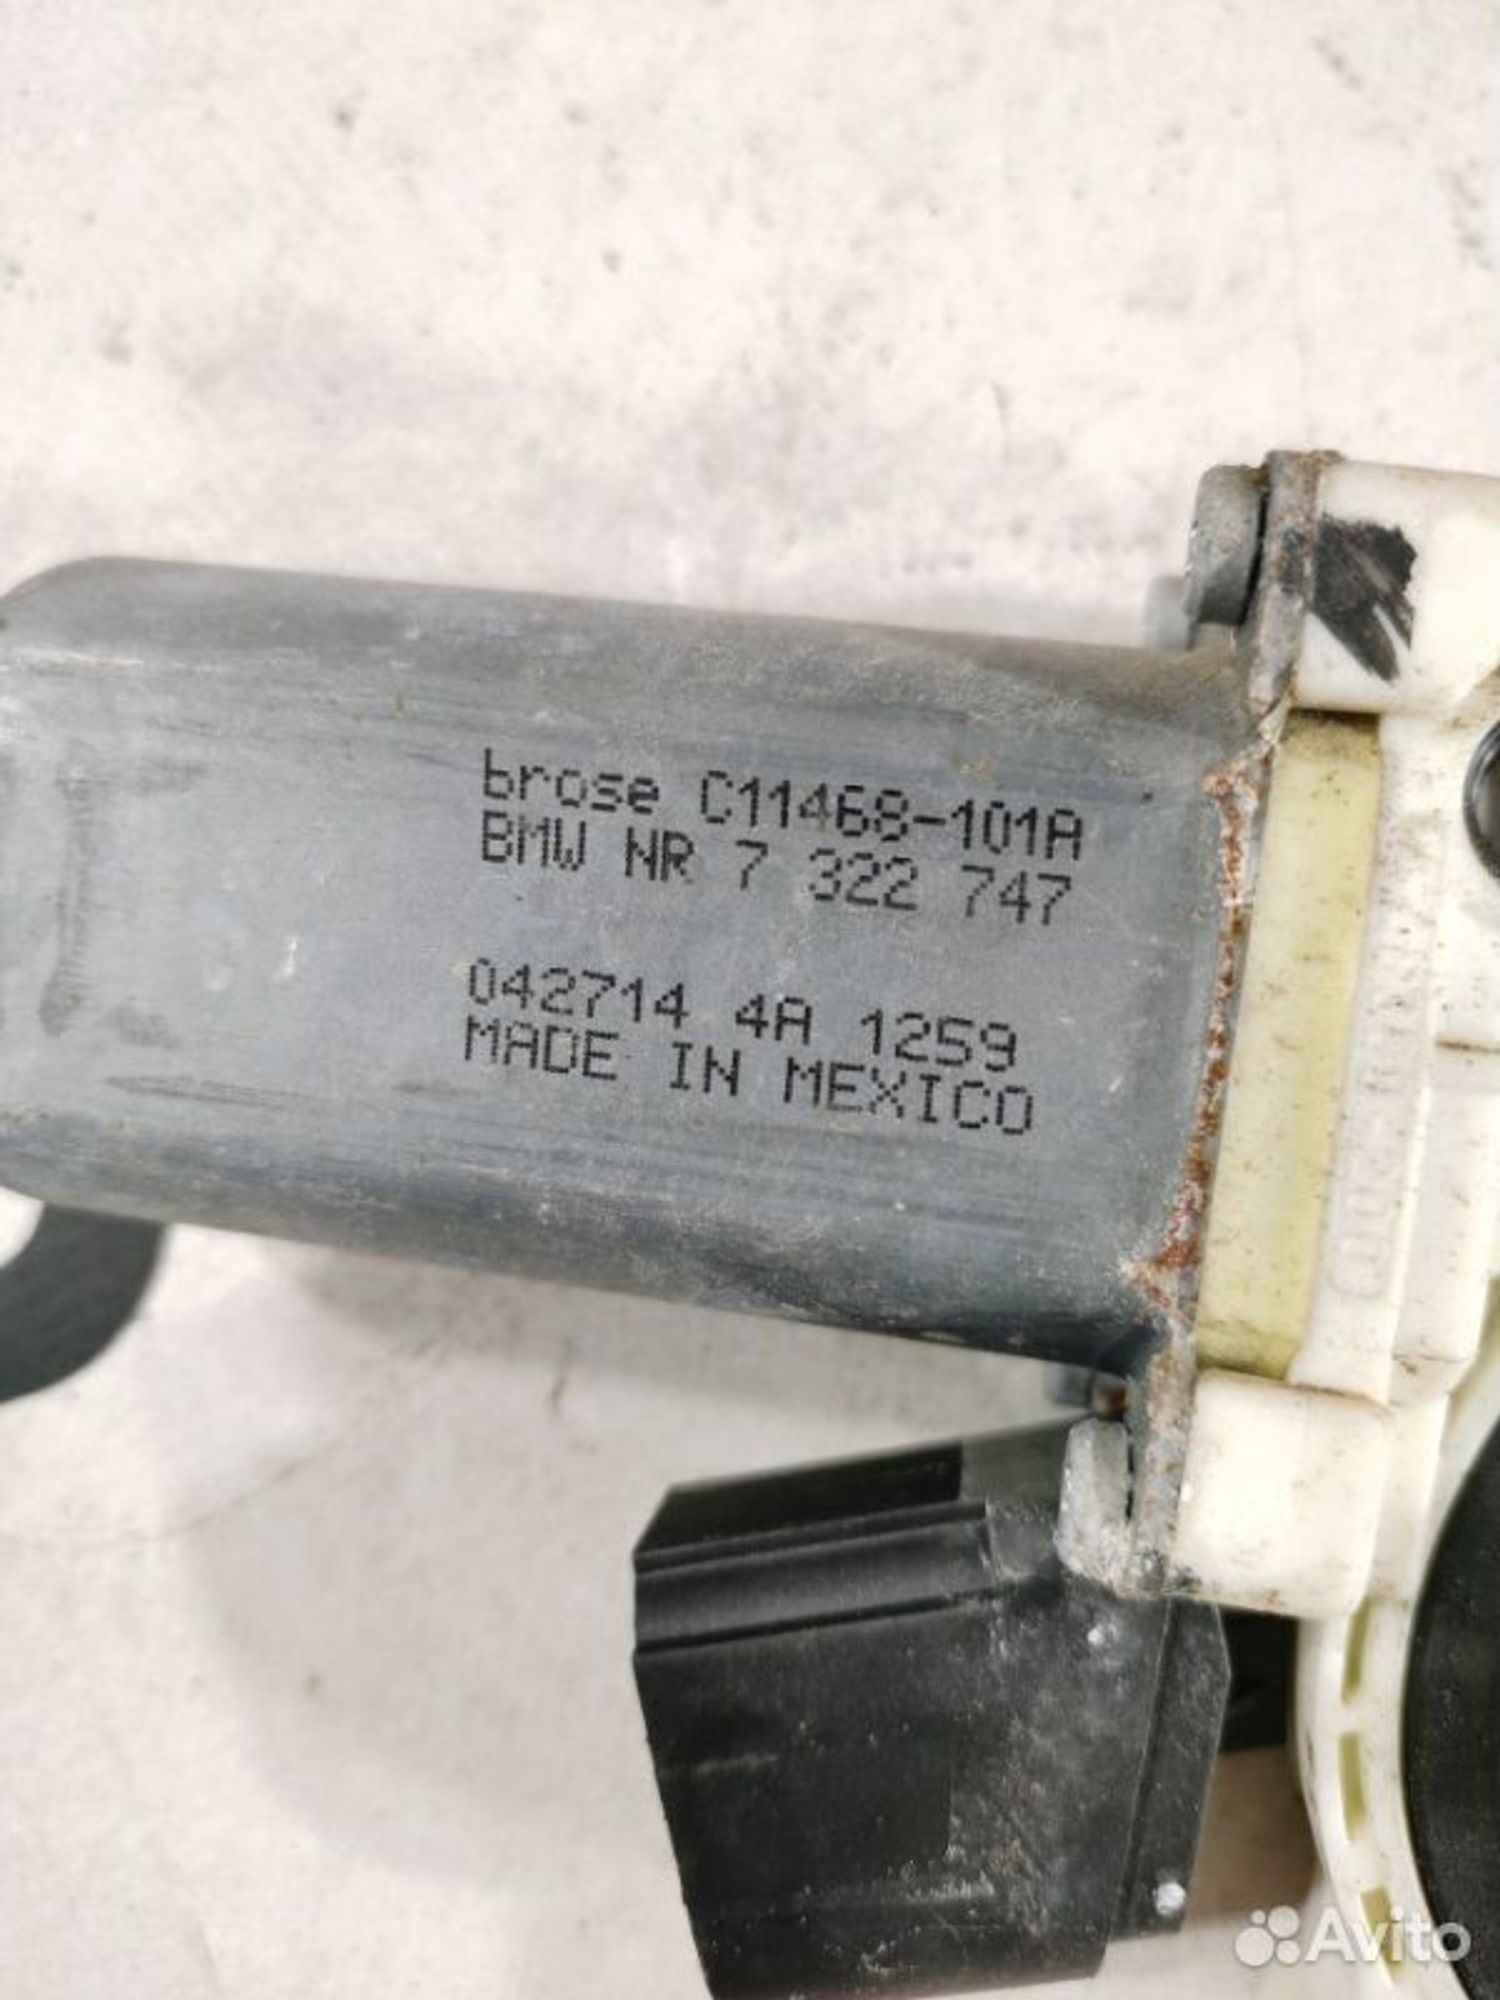 brose C11468-101A
BMW NR 7 322 747
042714 4A 1259
MADE IN MEXICO
Avito